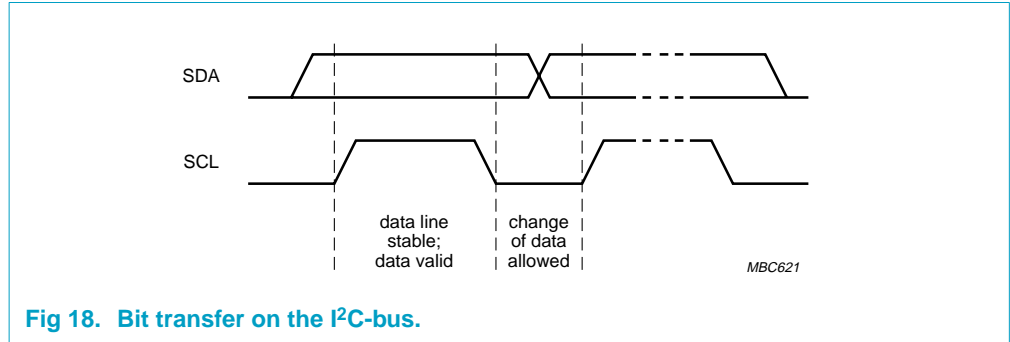 SDA
SCL
data line
stable;
data valid
change
of data
allowed
MBC621
Fig 18. Bit transfer on the I²C-bus.